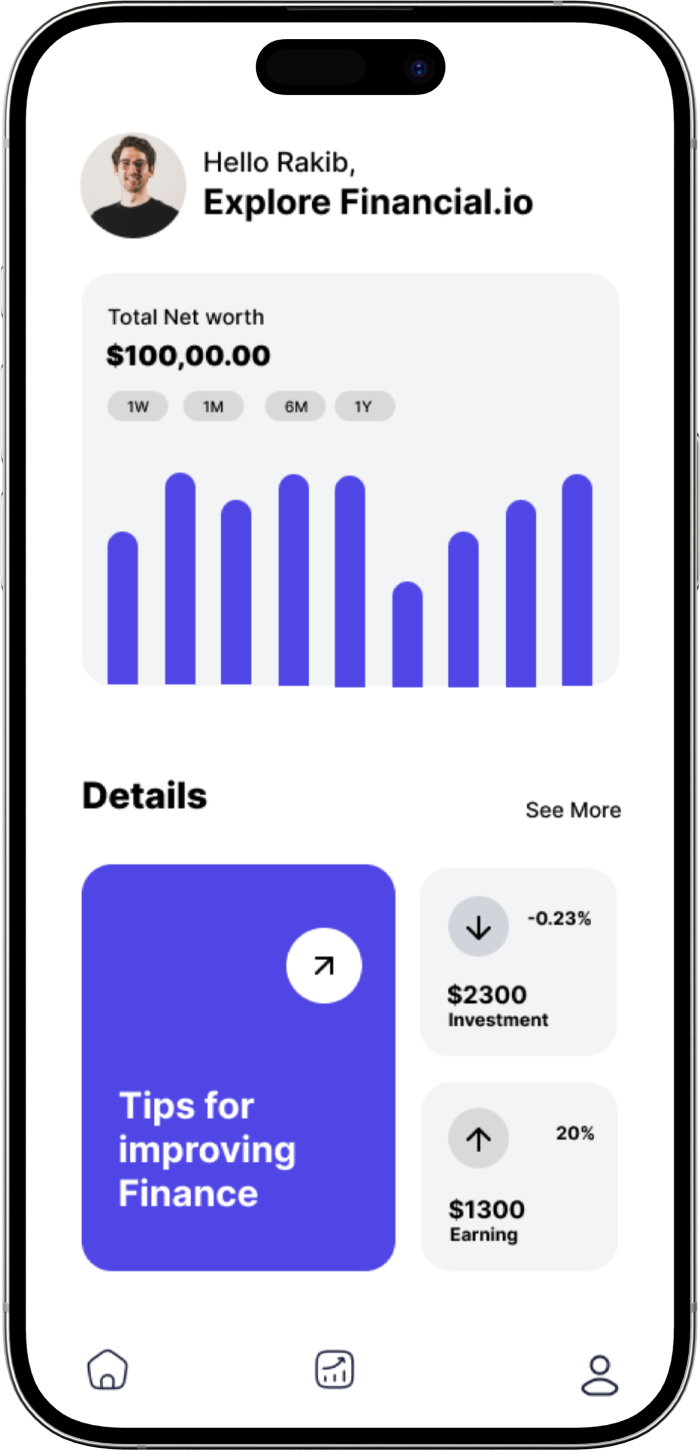 Hello Rakib,
Explore Financial.io
Total Net worth
$100,00.00
1W 1M 6M 1Y
Details
See More
-0.23%
$2300
Investment
Tips for
improving
Finance
20%
$1300
Earning